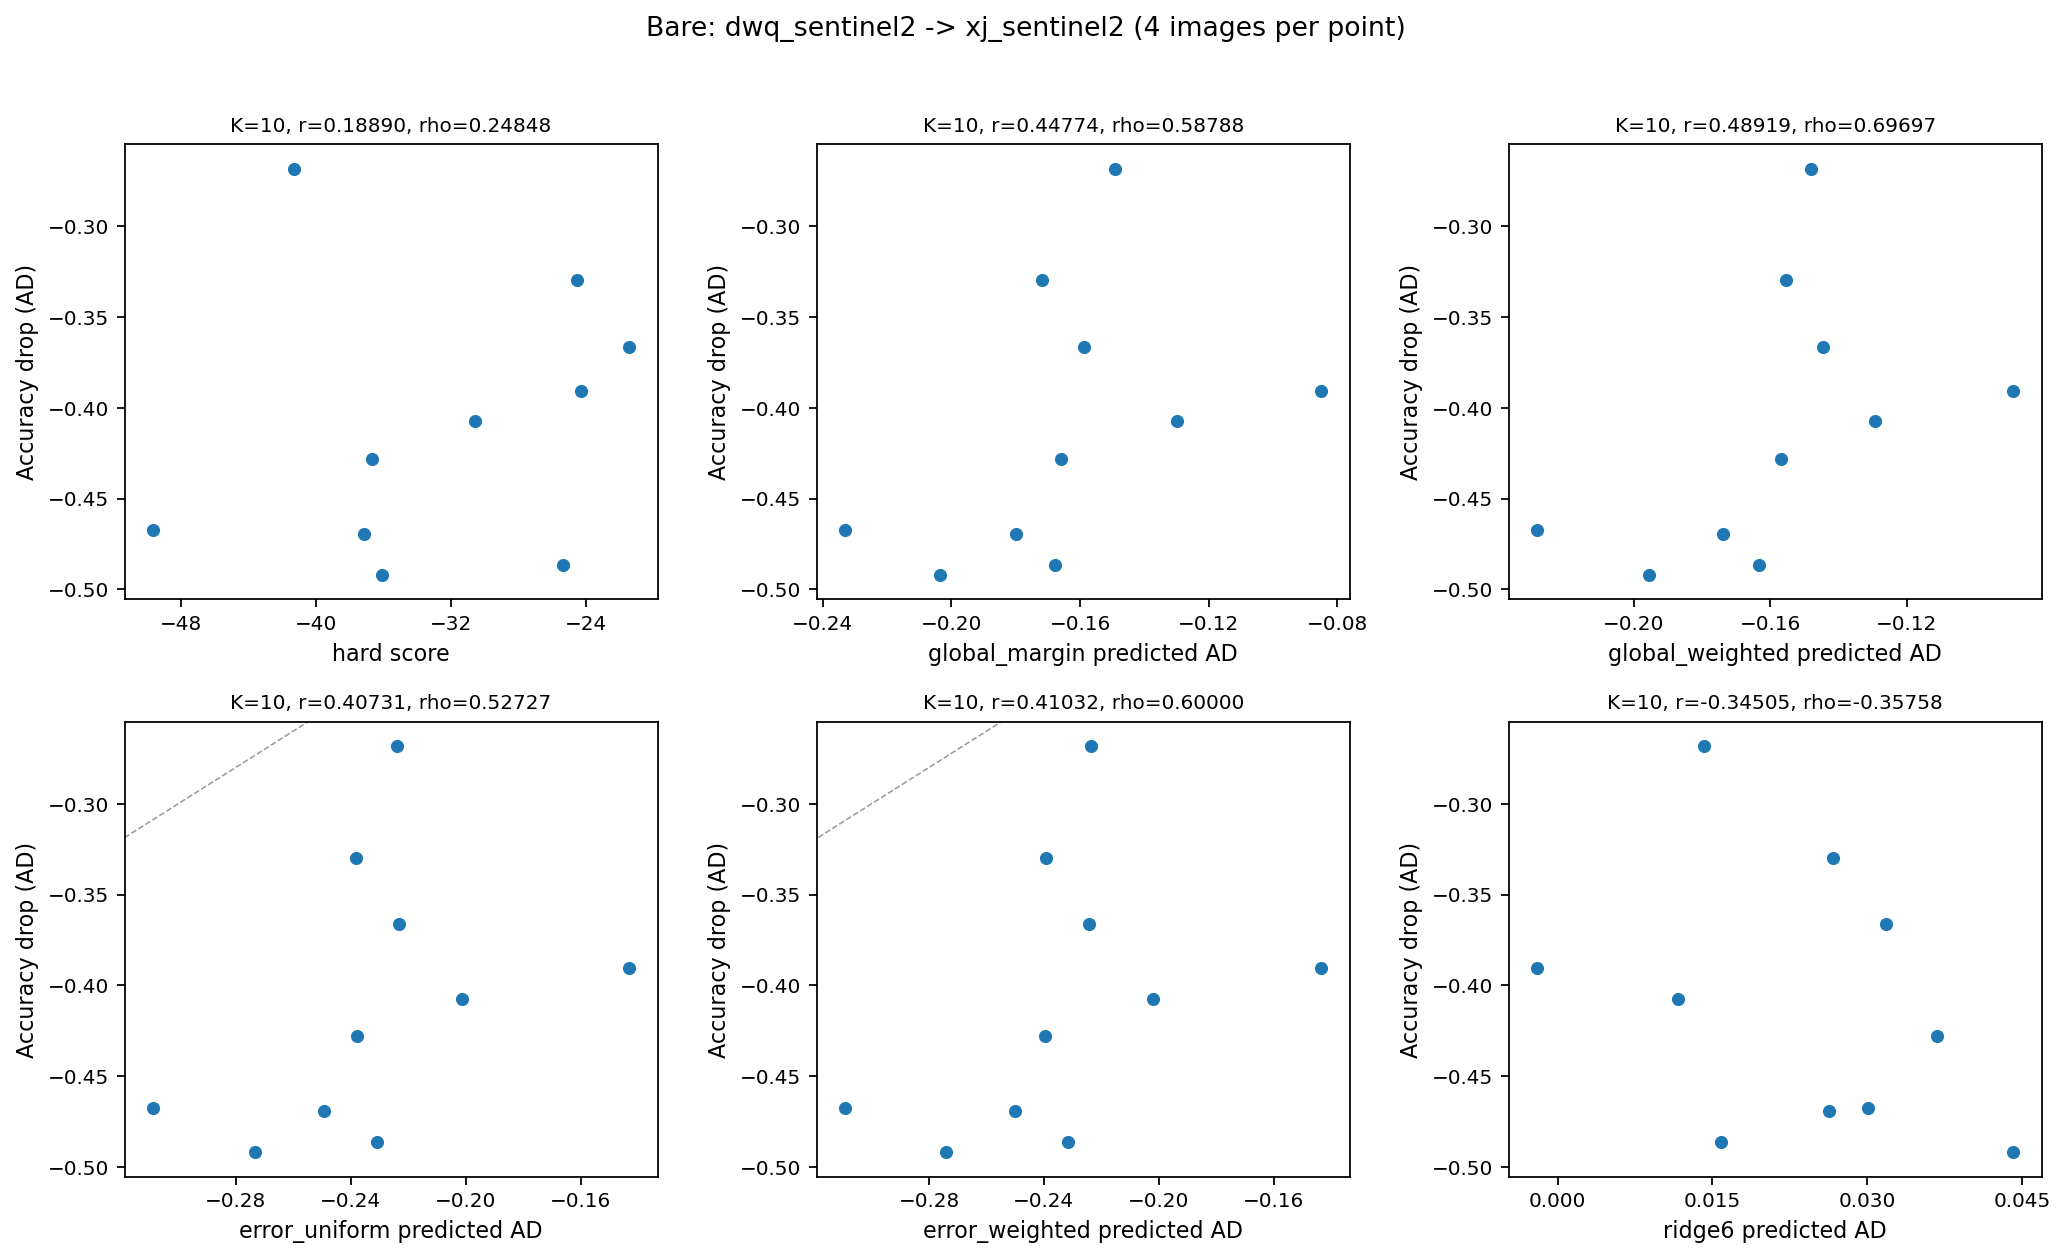 Bare: dwq_sentinel2 -> xj_sentinel2 (4 images per point)
K=10, r=0.18890, rho=0.24848
Accuracy drop (AD)
−0.30
−0.35
−0.40
−0.45
−0.50
−48 −40 −32 −24
hard score
K=10, r=0.44774, rho=0.58788
Accuracy drop (AD)
−0.30
−0.35
−0.40
−0.45
−0.50
−0.24 −0.20 −0.16 −0.12 −0.08
global_margin predicted AD
K=10, r=0.48919, rho=0.69697
Accuracy drop (AD)
−0.30
−0.35
−0.40
−0.45
−0.50
−0.20 −0.16 −0.12
global_weighted predicted AD
K=10, r=0.40731, rho=0.52727
Accuracy drop (AD)
−0.30
−0.35
−0.40
−0.45
−0.50
−0.28 −0.24 −0.20 −0.16
error_uniform predicted AD
K=10, r=0.41032, rho=0.60000
Accuracy drop (AD)
−0.30
−0.35
−0.40
−0.45
−0.50
−0.28 −0.24 −0.20 −0.16
error_weighted predicted AD
K=10, r=-0.34505, rho=-0.35758
Accuracy drop (AD)
−0.30
−0.35
−0.40
−0.45
−0.50
0.000 0.015 0.030 0.045
ridge6 predicted AD